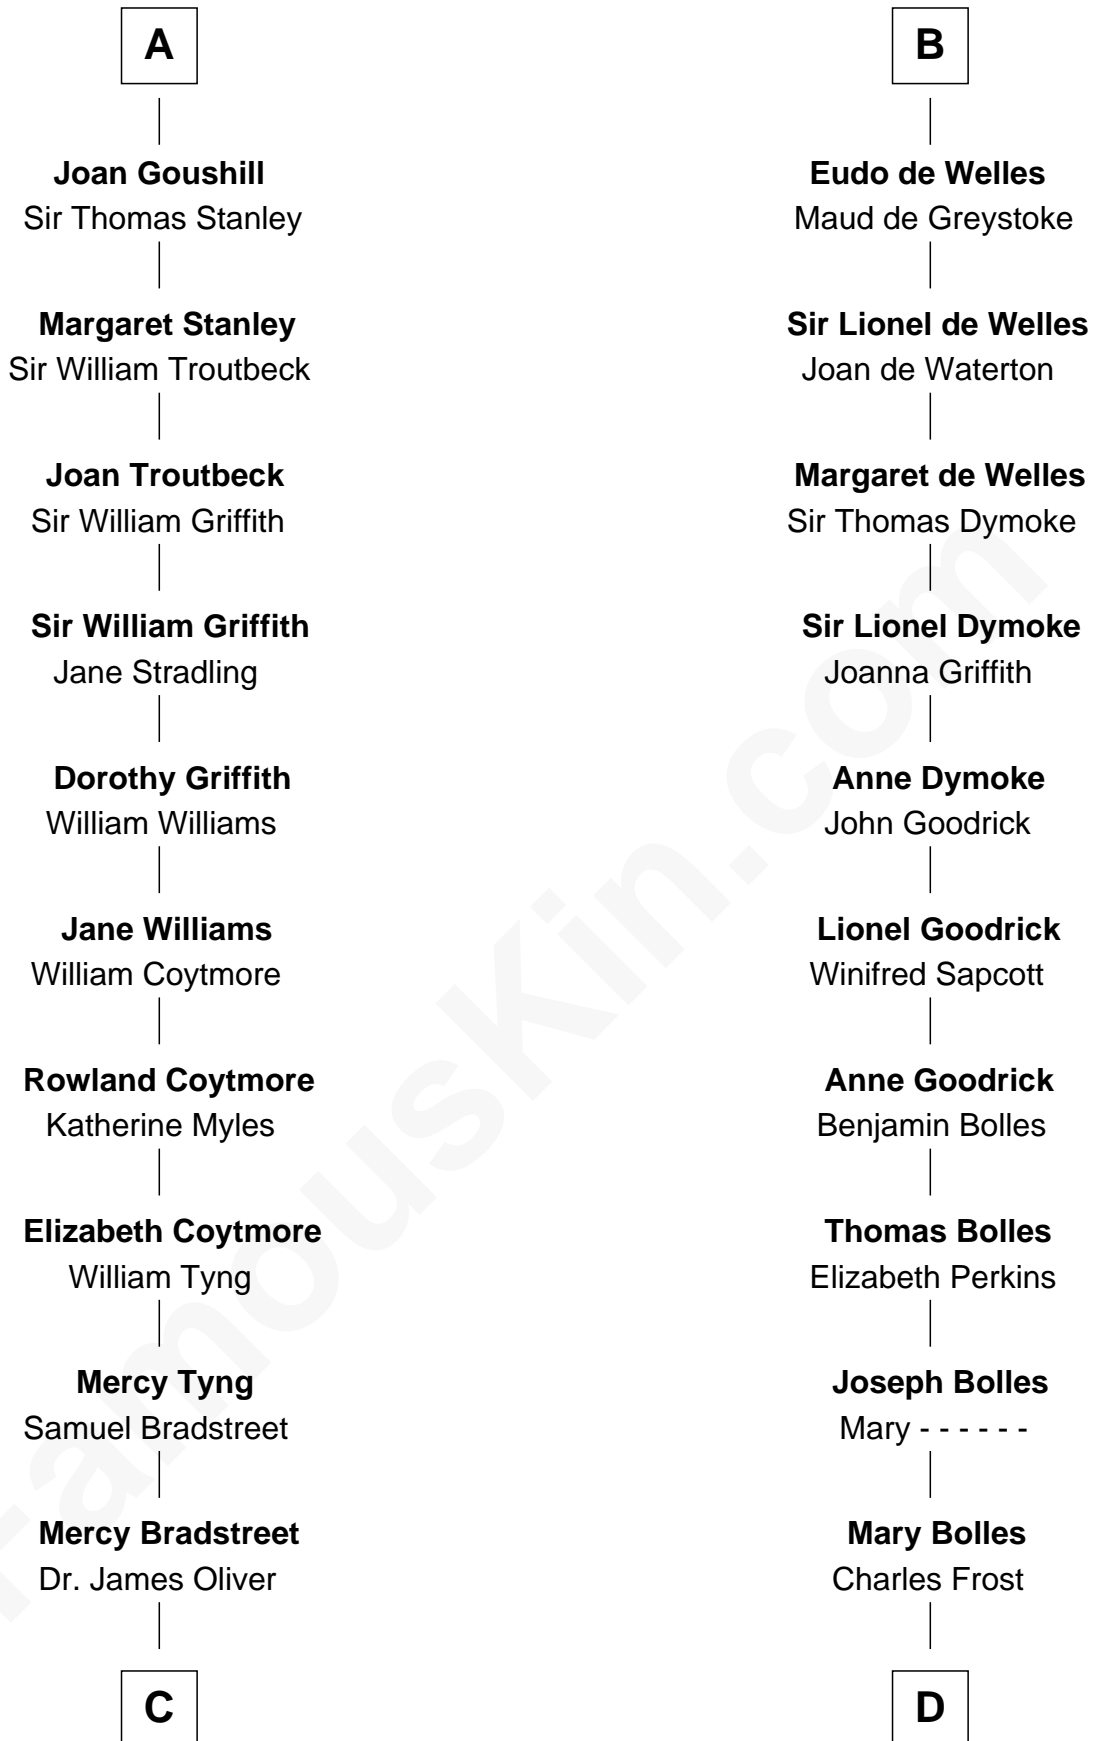 A
Joan Goushill
Sir Thomas Stanley
Margaret Stanley
Sir William Troutbeck
Joan Troutbeck
Sir William Griffith
Sir William Griffith
Jane Stradling
Dorothy Griffith
William Williams
Jane Williams
William Coytmore
Rowland Coytmore
Katherine Myles
Elizabeth Coytmore
William Tyng
Mercy Tyng
Samuel Bradstreet
Mercy Bradstreet
Dr. James Oliver
C
B
Eudo de Welles
Maud de Greystoke
Sir Lionel de Welles
Joan de Waterton
Margaret de Welles
Sir Thomas Dymoke
Sir Lionel Dymoke
Joanna Griffith
Anne Dymoke
John Goodrick
Lionel Goodrick
Winifred Sapcott
Anne Goodrick
Benjamin Bolles
Thomas Bolles
Elizabeth Perkins
Joseph Bolles
Mary - - - - - -
Mary Bolles
Charles Frost
D
FamousKin.com